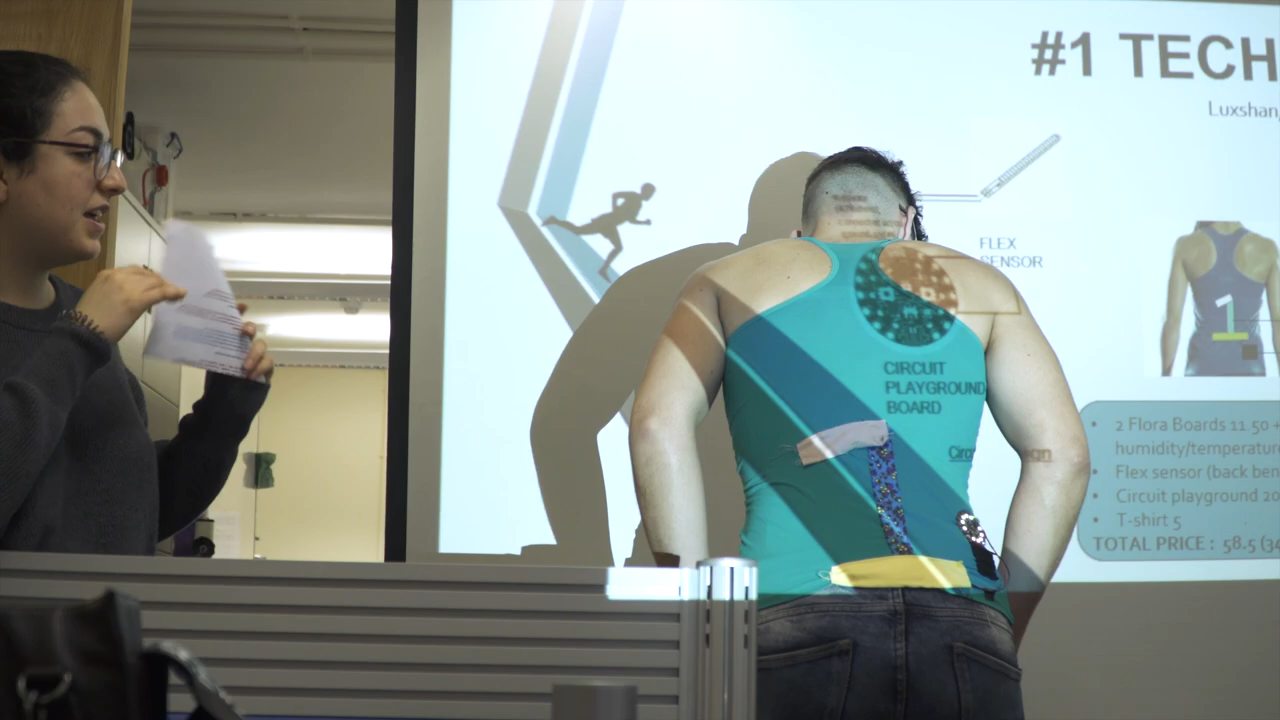 #1 TECH
Luxshan,
FLEX
SENSOR
1
CIRCUIT
PLAYGROUND
BOARD
• 2 Flora Boards 11.50 +
humidity/temperature
• Flex sensor (back ben
• Circuit playground 20
• T-shirt 5
TOTAL PRICE : 58.5 (34